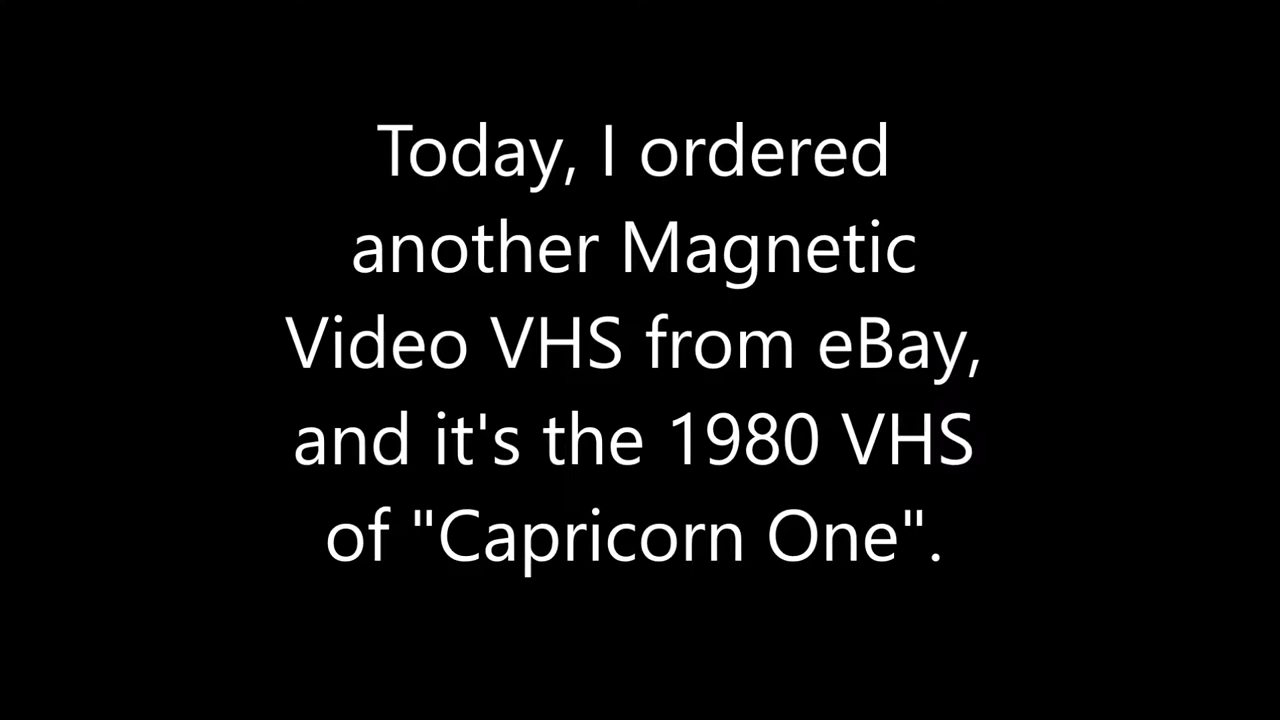 Today, I ordered
another Magnetic
Video VHS from eBay,
and it's the 1980 VHS
of "Capricorn One".